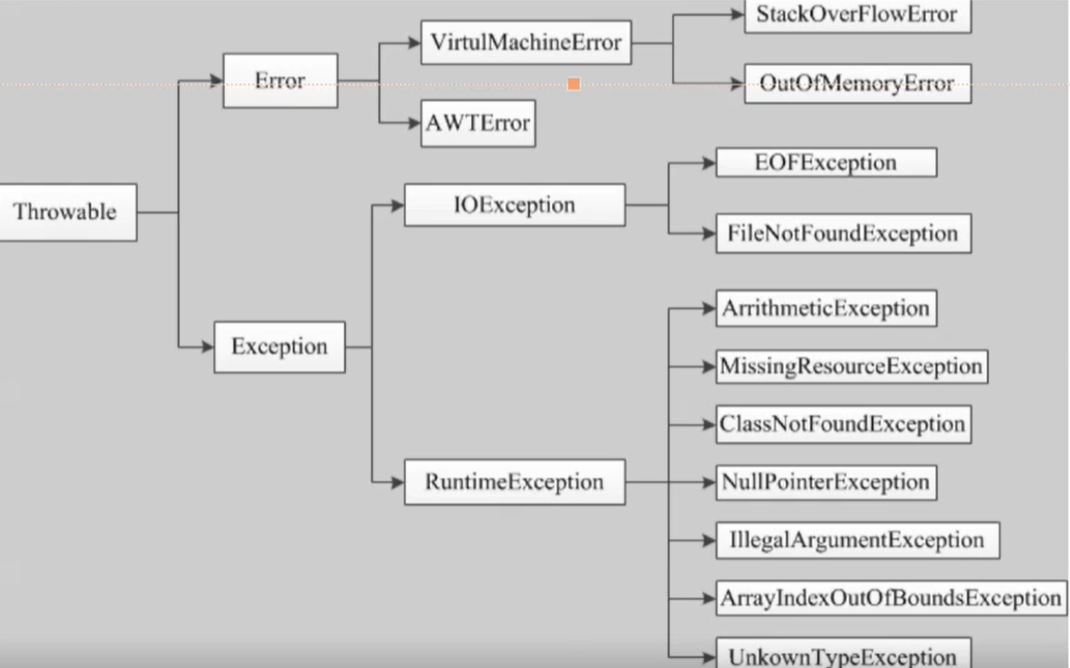 StackOverFlowError
VirtulMachineError
Error
OutOfMemoryError
AWTError
EOFException
Throwable
IOException
FileNotFoundException
ArrithmeticException
Exception
MissingResourceException
ClassNotFoundException
RuntimeException
NullPointerException
IllegalArgumentException
ArrayIndexOutOfBoundsException
UnkownTypeException